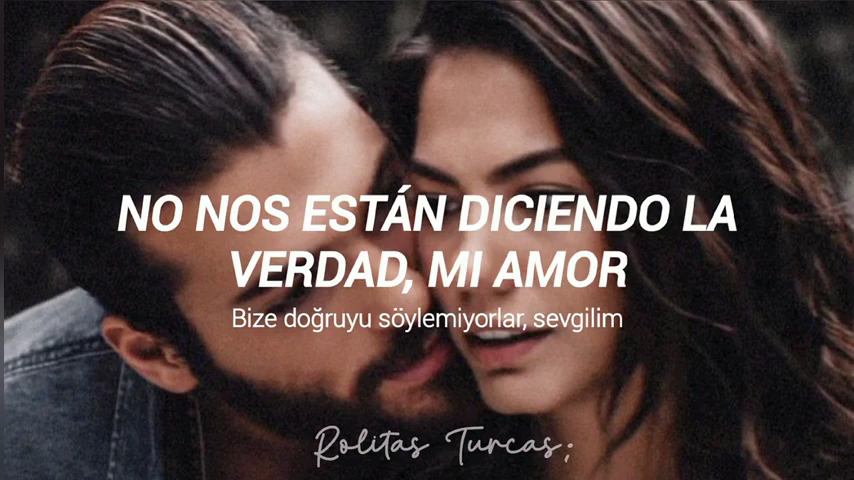 NO NOS ESTÁN DICIENDO LA
VERDAD, MI AMOR
Bize doğruyu söylemiyorlar, sevgilim
Rolitas Turcas;